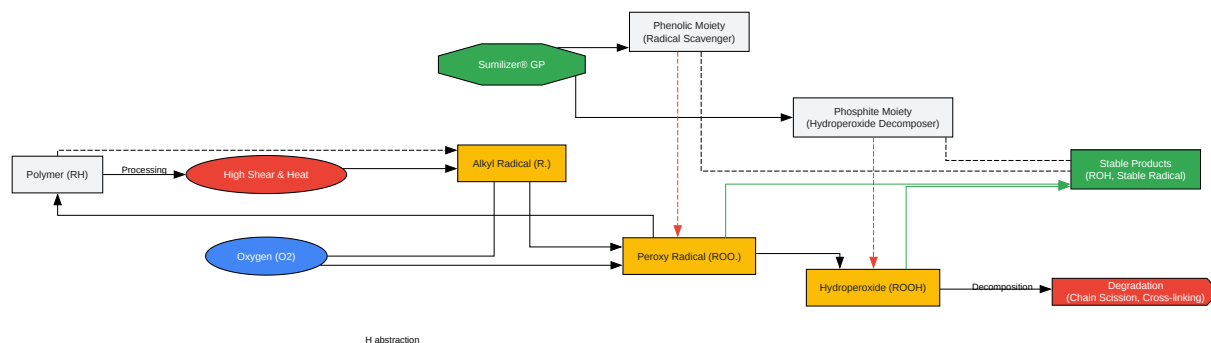 Phenolic Moiety
(Radical Scavenger)
Sumilizer® GP
Phosphite Moiety
(Hydroperoxide Decomposer)
Polymer (RH)
Processing
High Shear & Heat
Alkyl Radical (R.)
Stable Products
(ROH, Stable Radical)
Oxygen (O2)
Peroxy Radical (ROO.)
Hydroperoxide (ROOH)
Decomposition
Degradation
(Chain Scission, Cross-linking)
H abstraction